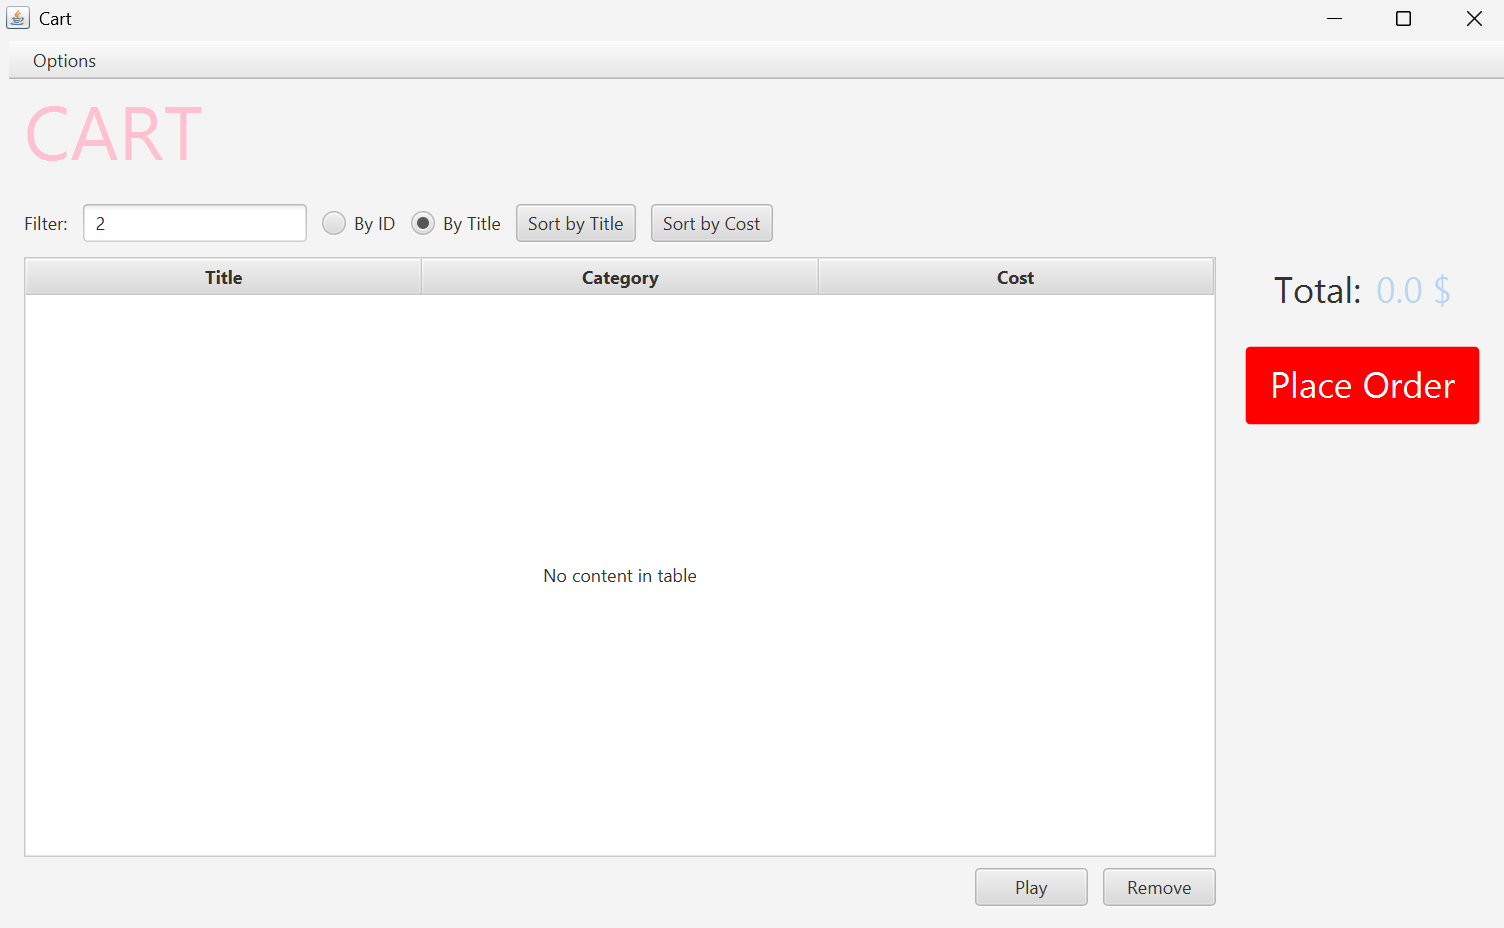 Cart
Options
CART
Filter: 2 By ID By Title Sort by Title Sort by Cost
Title Category Cost
Total: 0.0 $
Place Order
No content in table
Play Remove